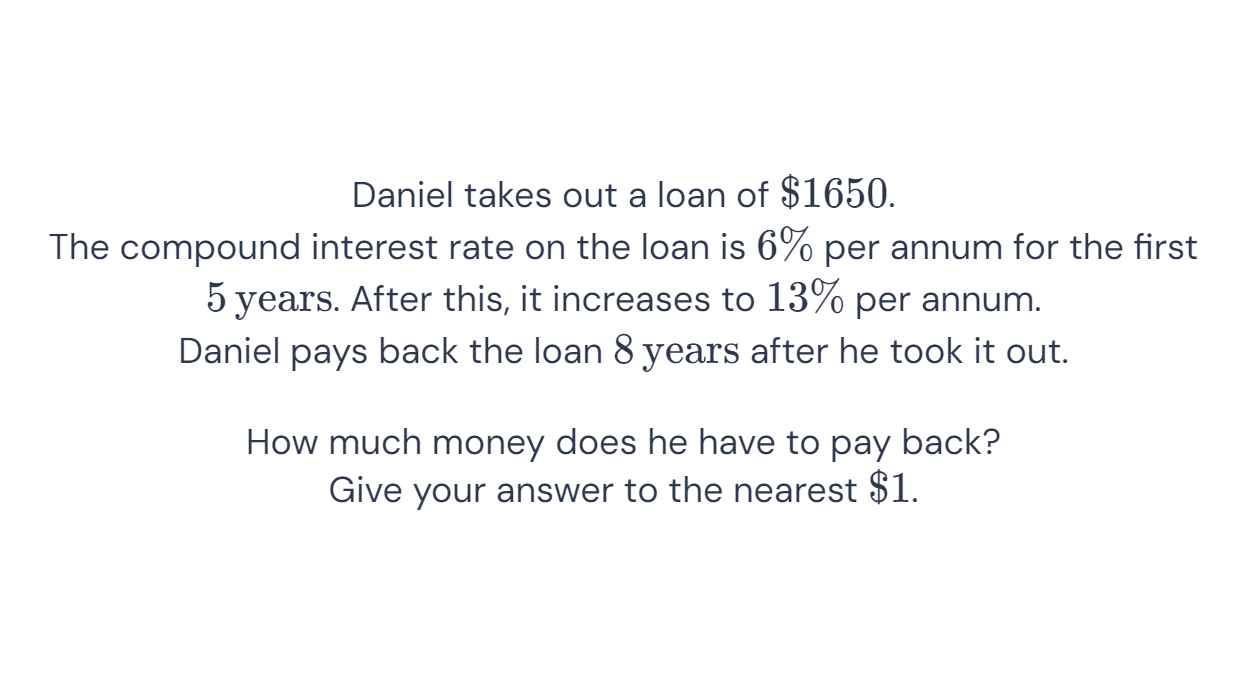 Daniel takes out a loan of $1650.
The compound interest rate on the loan is 6% per annum for the first
5 years. After this, it increases to 13% per annum.
Daniel pays back the loan 8 years after he took it out.
How much money does he have to pay back?
Give your answer to the nearest $1.